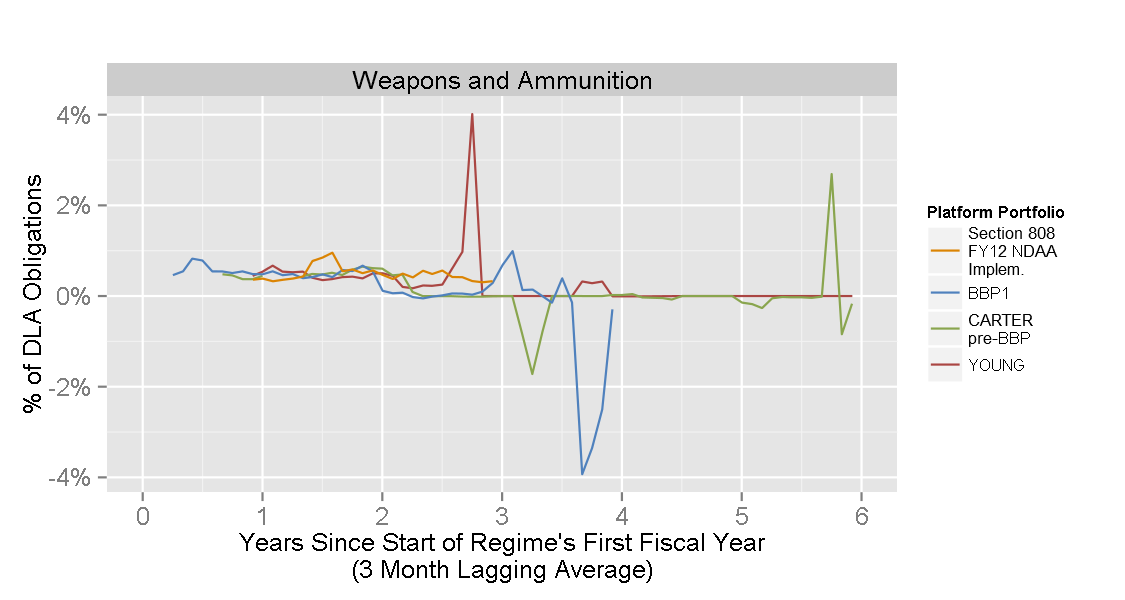 Weapons and Ammunition
4%
2%
0%
-2%
-4%
% of DLA Obligations
0 1 2 3 4 5 6
Years Since Start of Regime's First Fiscal Year
(3 Month Lagging Average)
Platform Portfolio
Section 808
FY12 NDAA
Implem.
BBP1
CARTER
pre-BBP
YOUNG